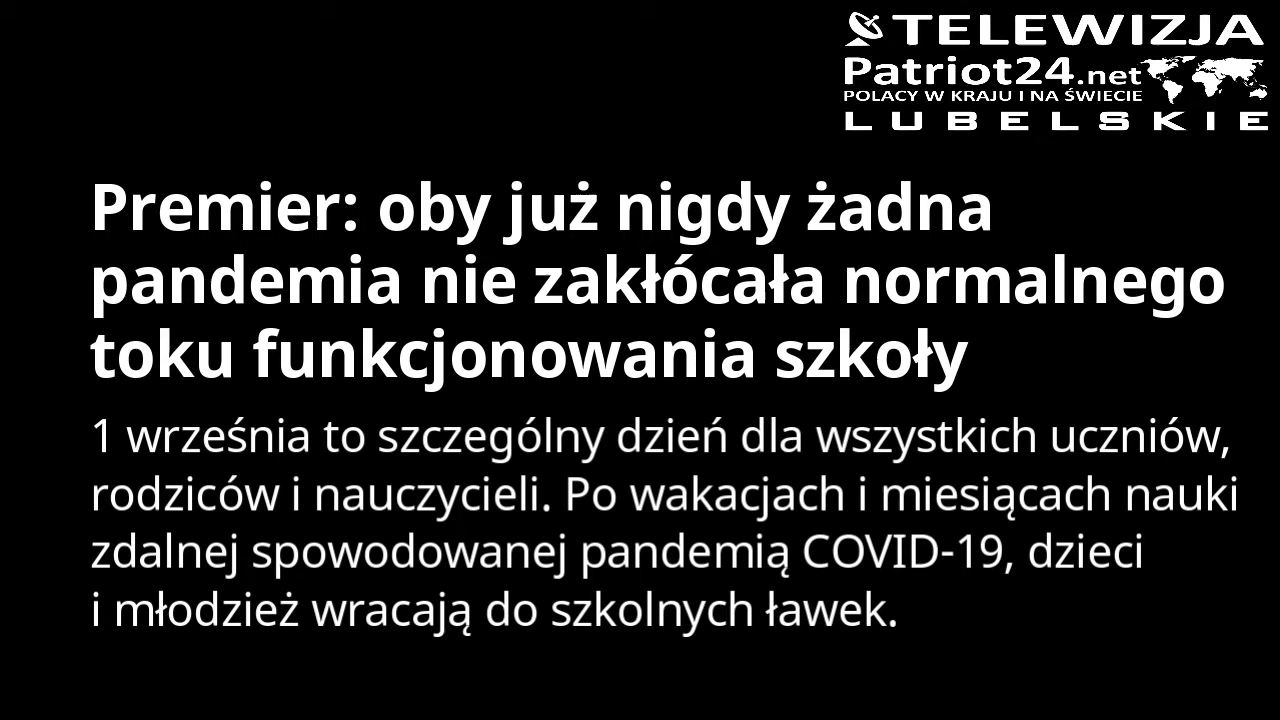 TELEWIZJA
Patriot24.net
POLACY W KRAJU I NA ŚWIECIE
LUBELSKIE
Premier: oby już nigdy żadna
pandemia nie zakłócała normalnego
toku funkcjonowania szkoły
1 września to szczególny dzień dla wszystkich uczniów,
rodziców i nauczycieli. Po wakacjach i miesiącach nauki
zdalnej spowodowanej pandemią COVID-19, dzieci
i młodzież wracają do szkolnych ławek.